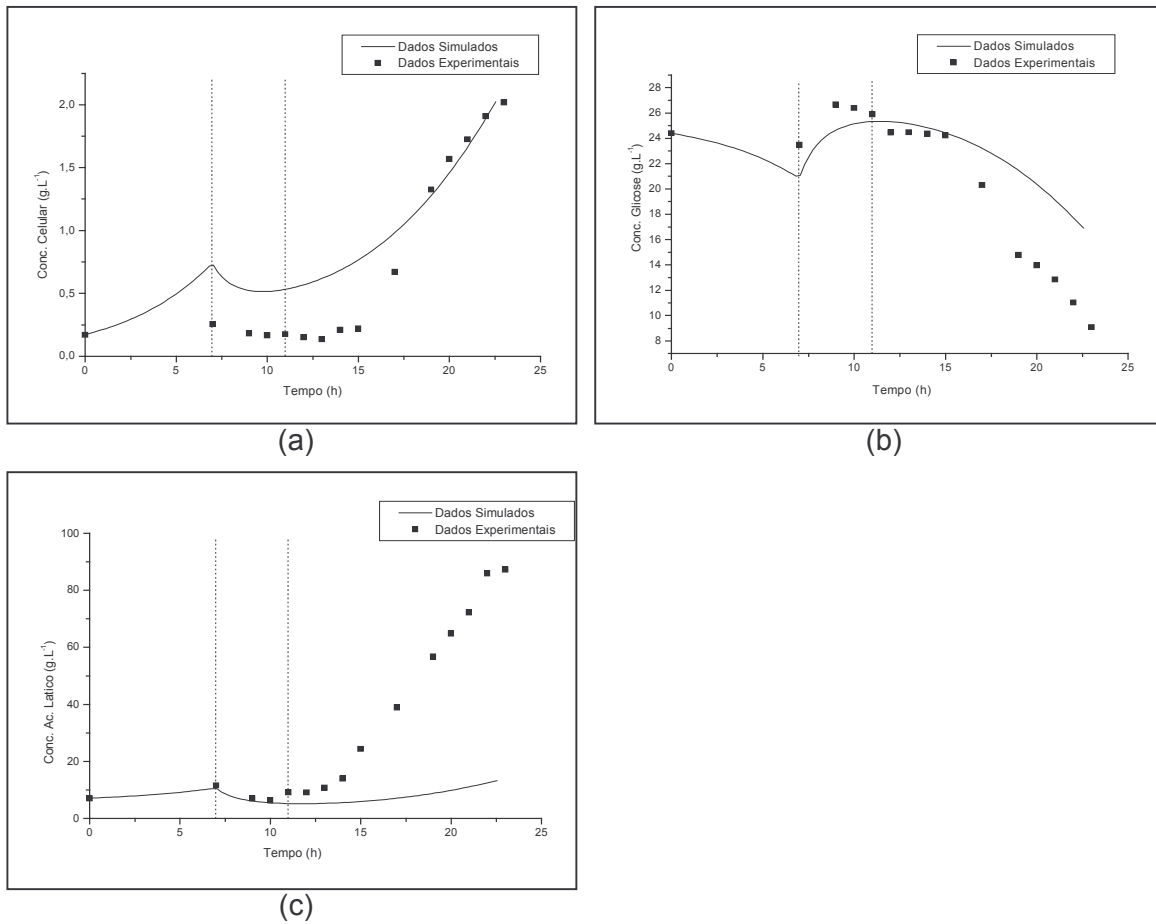 Dados Simulados
Dados Experimentais
2,0
1,5
1,0
0,5
0,0
Conc. Celular (g.L-1)
0 5 10 15 20 25
Tempo (h)
(a)
Dados Simulados
Dados Experimentais
28
26
24
22
20
18
16
14
12
10
8
Conc. Glicose (g.L-1)
0 5 10 15 20 25
Tempo (h)
(b)
Dados Simulados
Dados Experimentais
100
80
60
40
20
0
Conc. Ac. Latico (g.L-1)
0 5 10 15 20 25
Tempo (h)
(c)